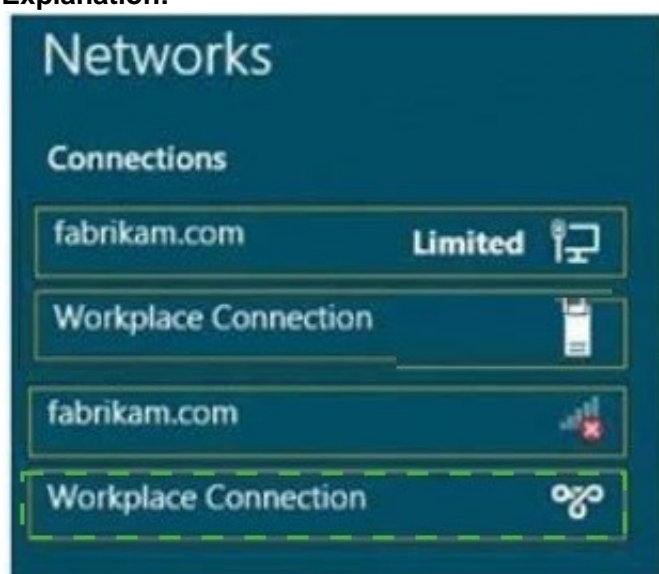 Explanation:
Networks
Connections
fabrikam.com Limited
Workplace Connection
fabrikam.com
Workplace Connection